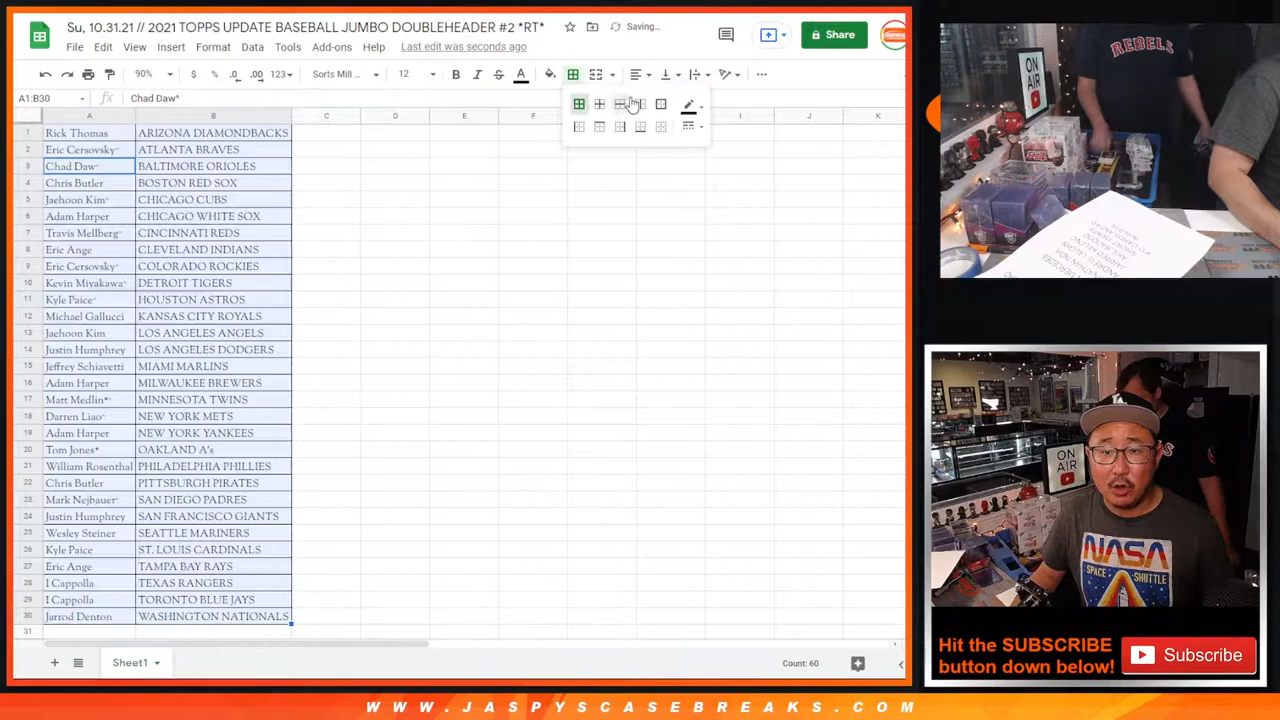 Su, 10.31.21 // 2021 TOPPS UPDATE BASEBALL JUMBO DOUBLEHEADER #2 *RT*
Saving...
File Edit View Insert Format Data Tools Add-ons Help Last edit was seconds ago
Share
90% $ % .0 .00 123 Sorts Mill ... 12 B I S A
A1:B30 fx Chad Daw^
A B C D E F I J K
1 Rick Thomas ARIZONA DIAMONDBACKS
2 Eric Cersovsky^ ATLANTA BRAVES
3 Chad Daw^ BALTIMORE ORIOLES
4 Chris Butler BOSTON RED SOX
5 Jaehoon Kim^ CHICAGO CUBS
6 Adam Harper CHICAGO WHITE SOX
7 Travis Mellberg^ CINCINNATI REDS
8 Eric Ange CLEVELAND INDIANS
9 Eric Cersovsky^ COLORADO ROCKIES
10 Kevin Miyakawa^ DETROIT TIGERS
11 Kyle Paice^ HOUSTON ASTROS
12 Michael Gallucci KANSAS CITY ROYALS
13 Jaehoon Kim LOS ANGELES ANGELS
14 Justin Humphrey LOS ANGELES DODGERS
15 Jeffrey Schiavetti MIAMI MARLINS
16 Adam Harper MILWAUKEE BREWERS
17 Matt Medlin*^ MINNESOTA TWINS
18 Darren Liao^ NEW YORK METS
19 Adam Harper NEW YORK YANKEES
20 Tom Jones* OAKLAND A's
21 William Rosenthal PHILADELPHIA PHILLIES
22 Chris Butler PITTSBURGH PIRATES
23 Mark Nejbauer^ SAN DIEGO PADRES
24 Justin Humphrey SAN FRANCISCO GIANTS
25 Wesley Steiner SEATTLE MARINERS
26 Kyle Paice ST. LOUIS CARDINALS
27 Eric Ange TAMPA BAY RAYS
28 I Cappolla TEXAS RANGERS
29 I Cappolla TORONTO BLUE JAYS
30 Jarrod Denton WASHINGTON NATIONALS
31
Sheet1
Count: 60
REBELS
ON AIR
ON AIR
NASA
SPACE SHUTTLE
Hit the SUBSCRIBE
button down below!
Subscribe
WWW.JASPYSCASEBREAKS.COM